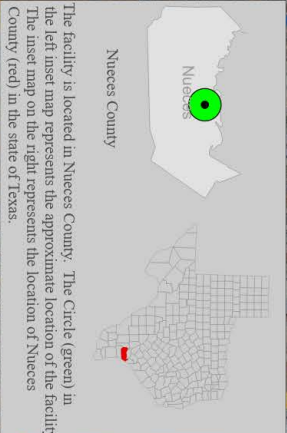 Nueces
Nueces County
The facility is located in Nueces County. The Circle (green) in
the left inset map represents the approximate location of the facilit
The inset map on the right represents the location of Nueces
County (red) in the state of Texas.